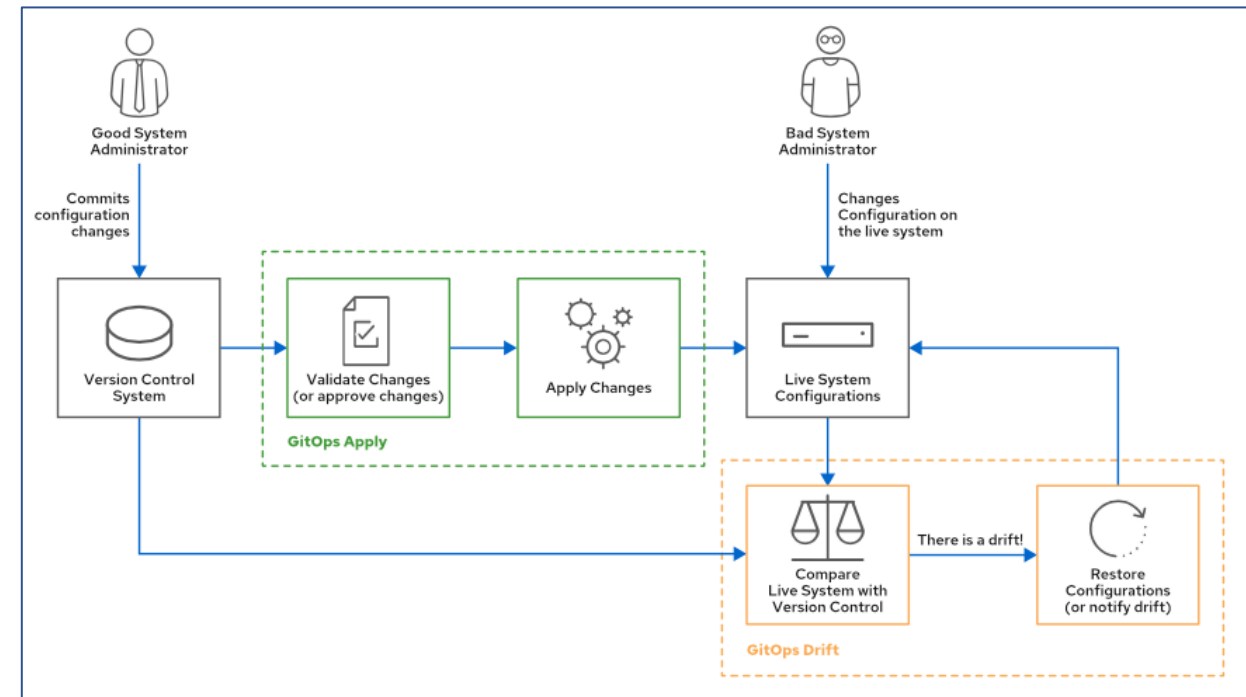 Good System
Administrator
Bad System
Administrator
Commits
configuration
changes
Changes
Configuration on
the live system
Version Control
System
Validate Changes
(or approve changes)
Apply Changes
Live System
Configurations
GitOps Apply
There is a drift!
Compare
Live System with
Version Control
Restore
Configurations
(or notify drift)
GitOps Drift